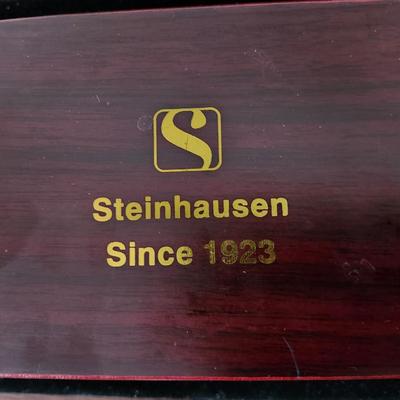 S
Steinhausen
Since 1923